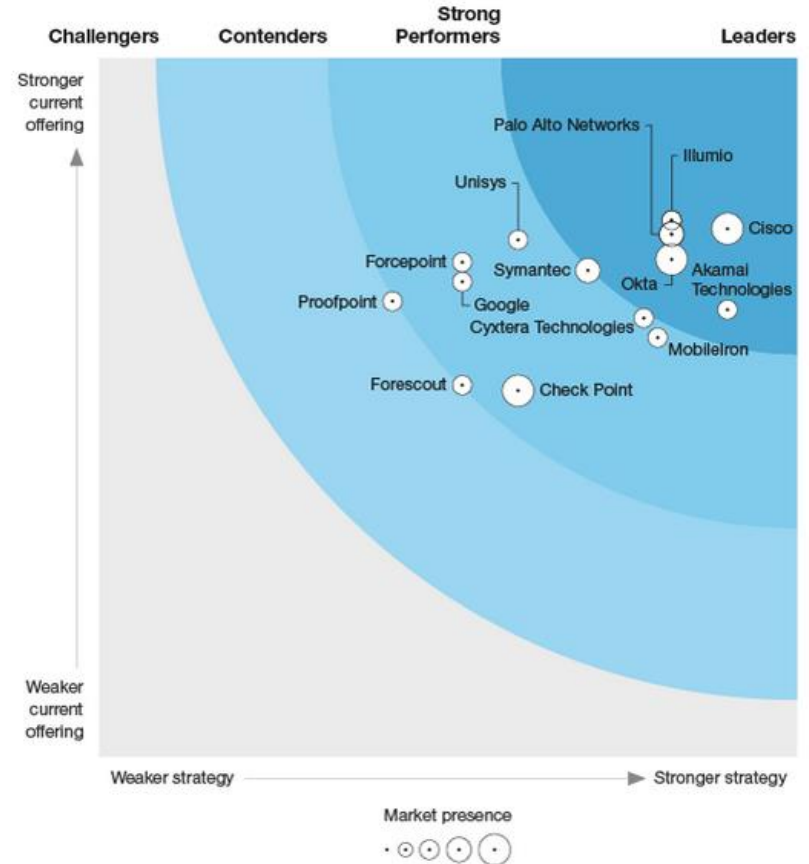 Challengers
Contenders
Strong
Performers
Leaders
Stronger
current
offering
Palo Alto Networks
Illumio
Unisys
Cisco
Forcepoint
Symantec
Okta
Akamai
Technologies
Proofpoint
Google
Cyxtera Technologies
MobileIron
Forescout
Check Point
Weaker
current
offering
Weaker strategy
Stronger strategy
Market presence